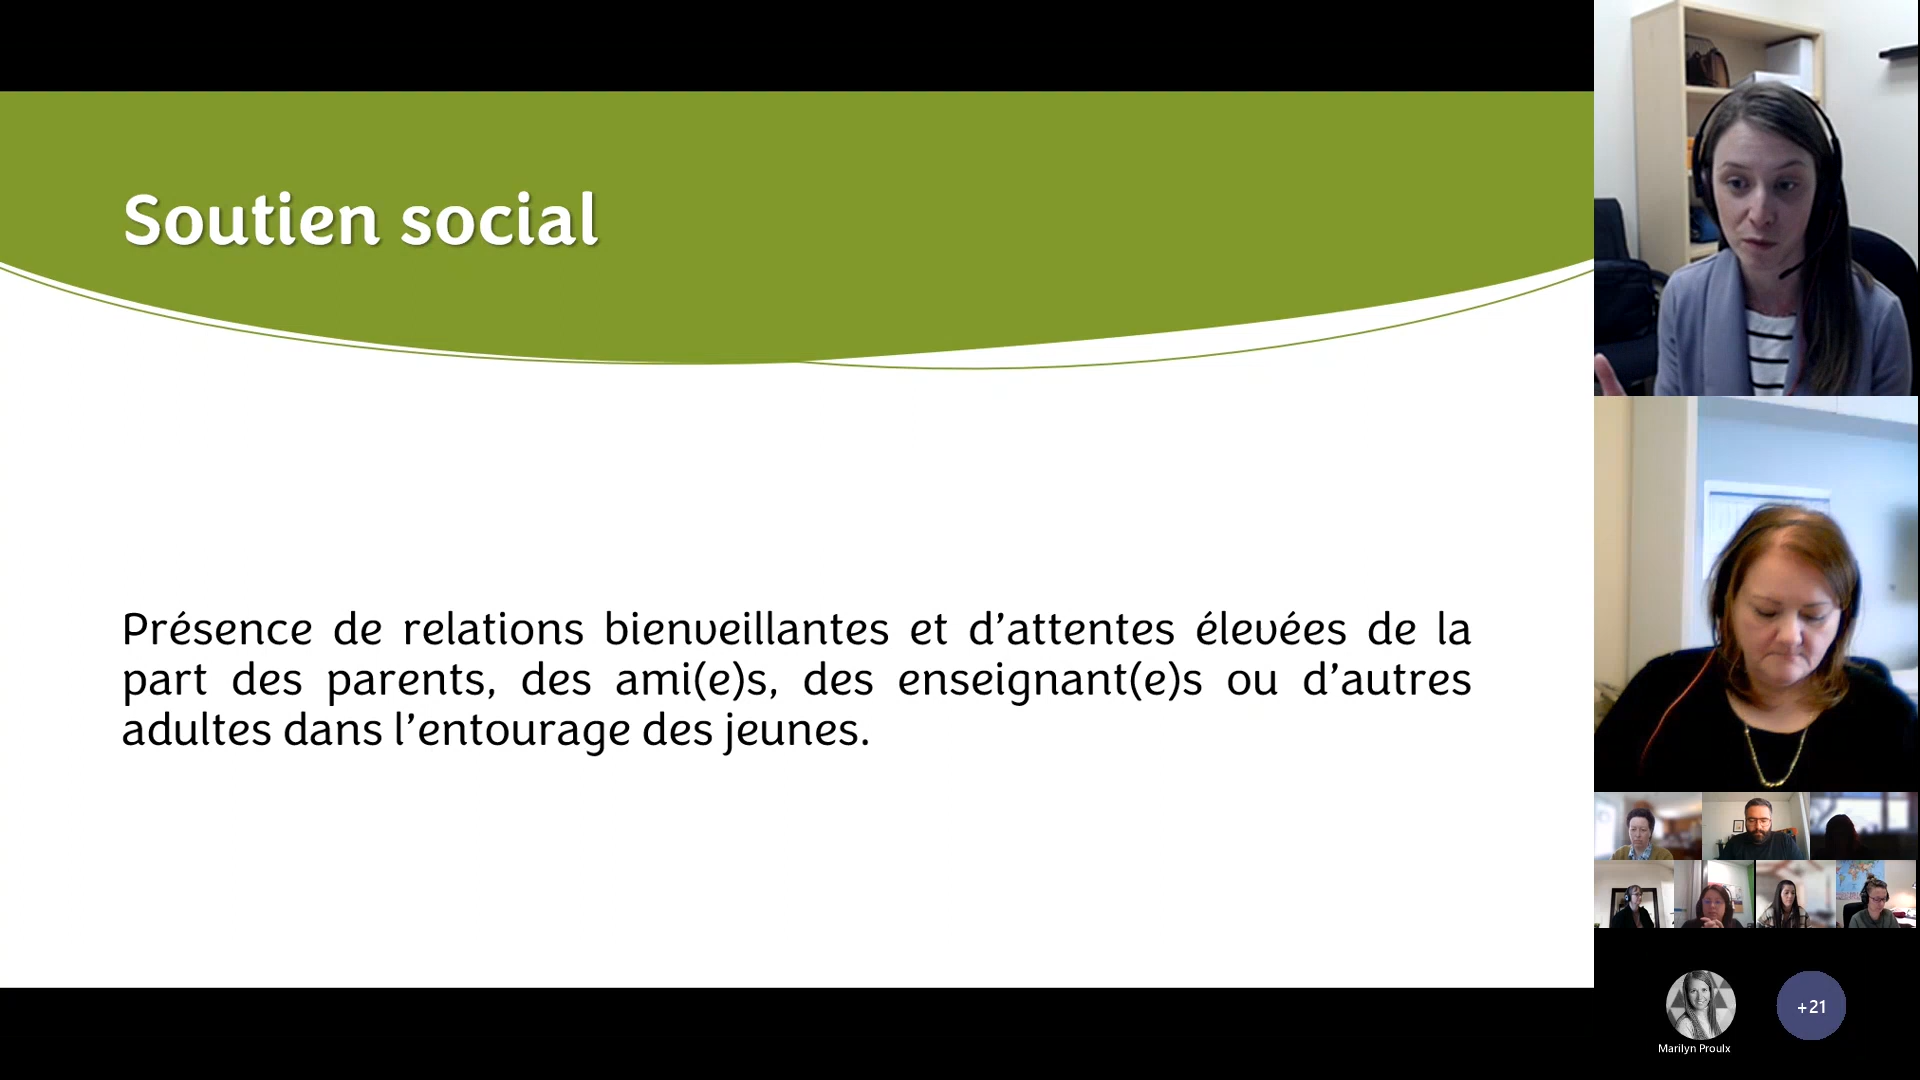 Soutien social
Présence de relations bienveillantes et d’attentes élevées de la
part des parents, des ami(e)s, des enseignant(e)s ou d’autres
adultes dans l’entourage des jeunes.
+21
Marilyn Proulx